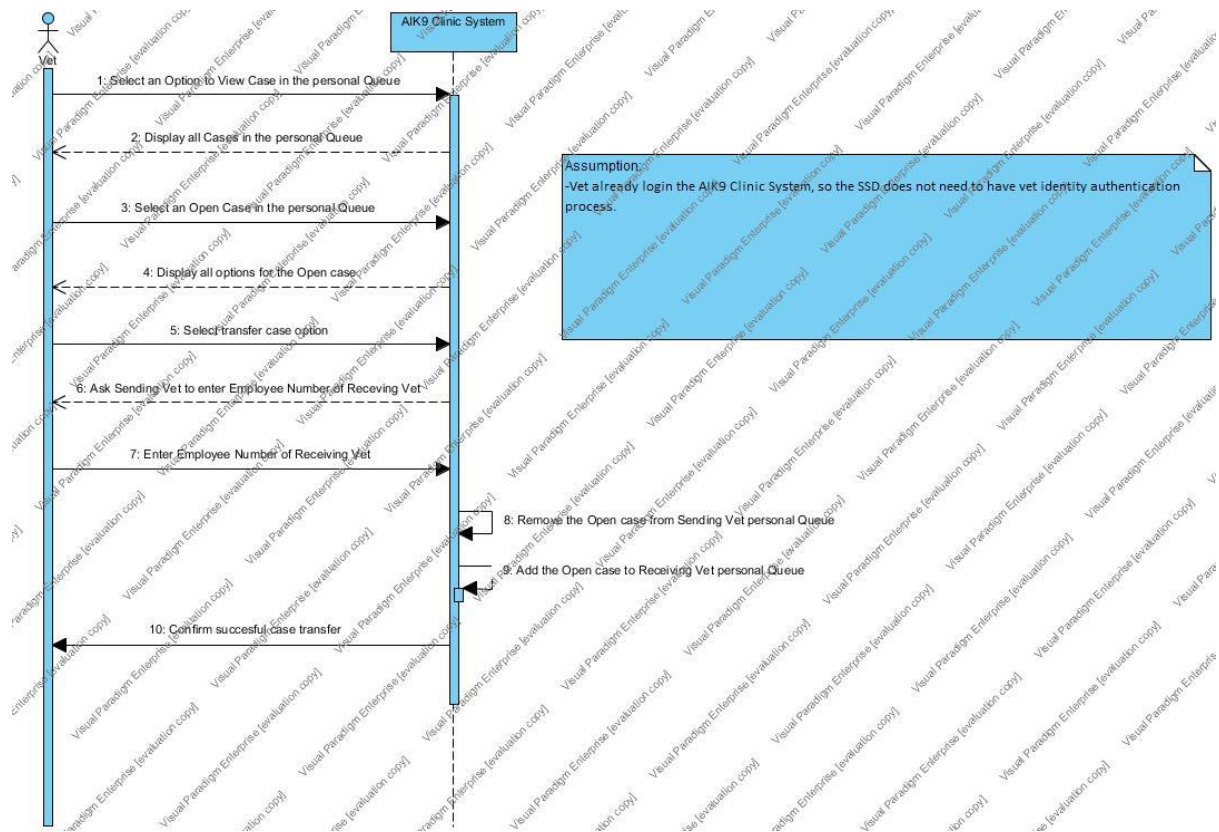 AIK9 Clinic System
Vet
1: Select an Option to View Case in the personal Queue
2: Display all Cases in the personal Queue
Assumption:
-Vet already login the AIK9 Clinic System, so the SSD does not need to have vet identity authentication
process.
3: Select an Open Case in the personal Queue
4: Display all options for the Open case
5: Select transfer case option
6: Ask Sending Vet to enter Employee Number of Receving Vet
7: Enter Employee Number of Receiving Vet
8: Remove the Open case from Sending Vet personal Queue
9: Add the Open case to Receiving Vet personal Queue
10: Confirm succesful case transfer
Visual Paradigm Enterprise [evaluation copy]